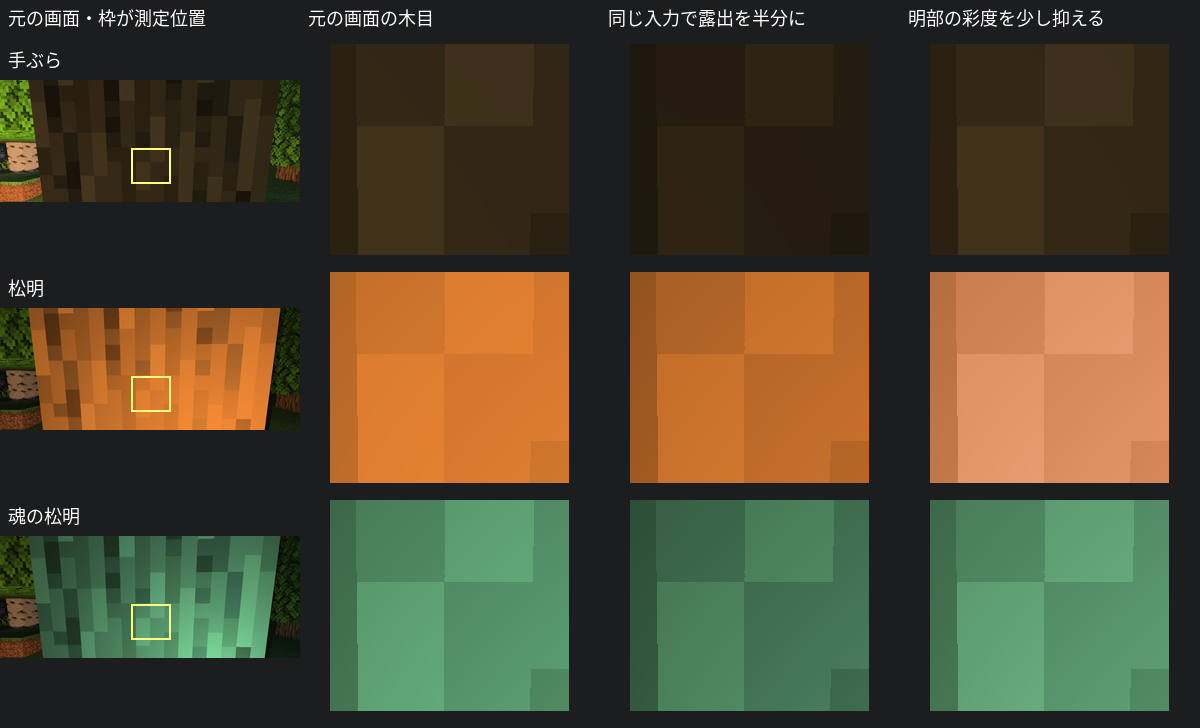 元の画面・枠が測定位置
元の画面の木目
同じ入力で露出を半分に
明部の彩度を少し抑える
手ぶら
松明
魂の松明